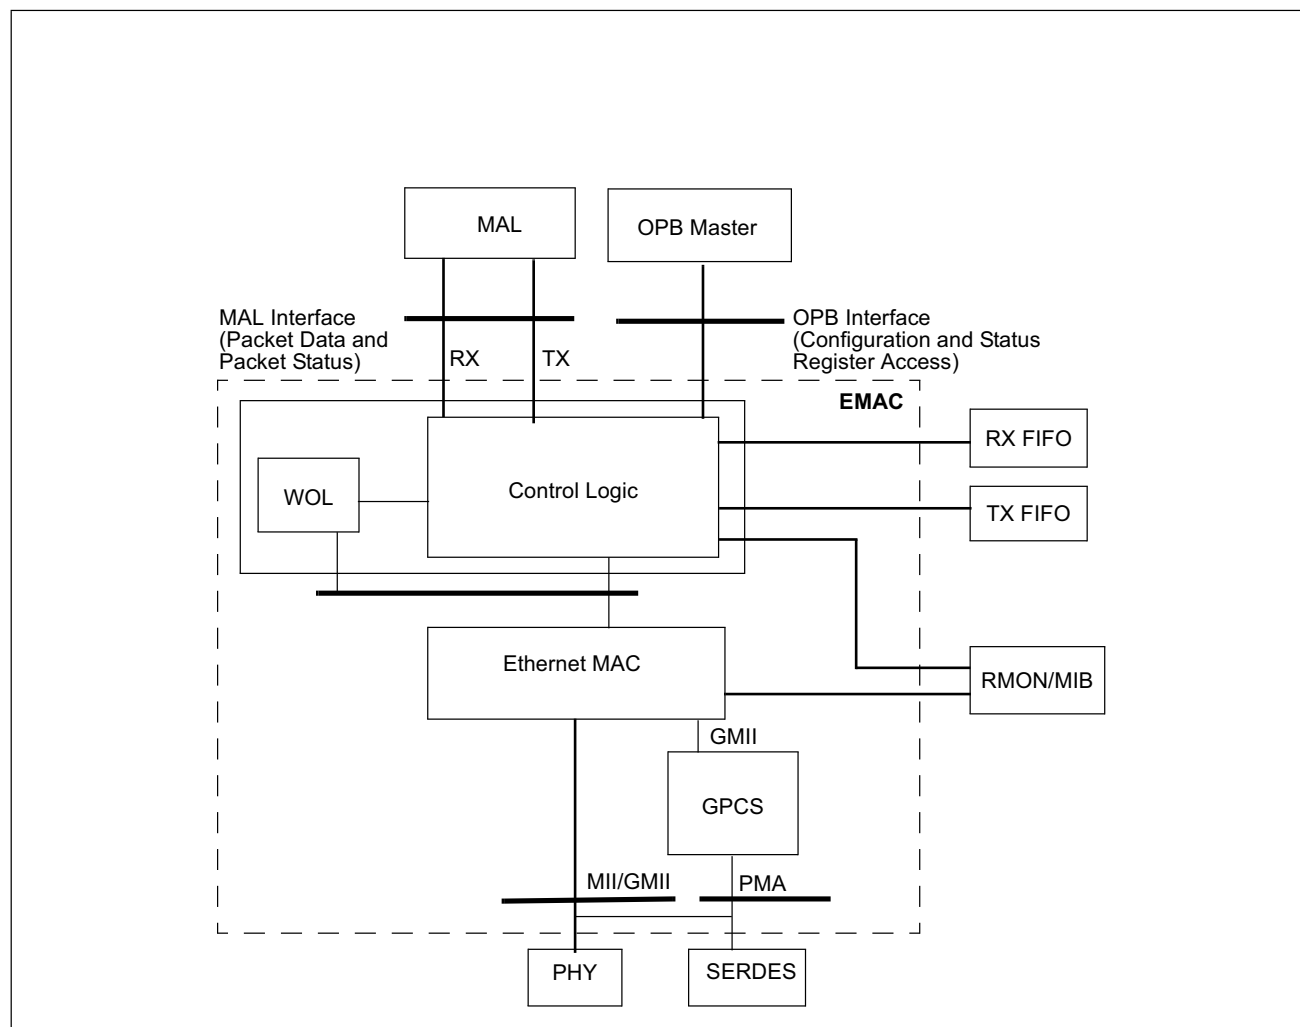 MAL
OPB Master
MAL Interface
(Packet Data and
Packet Status)
RX
TX
OPB Interface
(Configuration and Status
Register Access)
EMAC
RX FIFO
WOL
Control Logic
TX FIFO
Ethernet MAC
RMON/MIB
GMII
GPCS
MII/GMII
PMA
PHY
SERDES